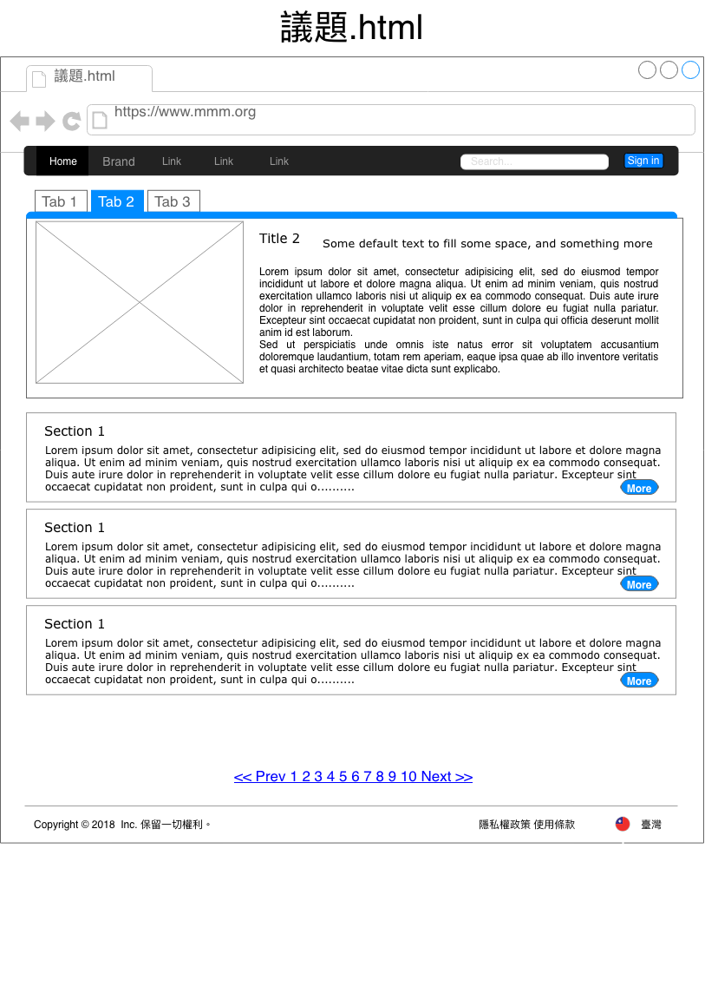 議題.html
議題.html
https://www.mmm.org
Home Brand Link Link Link Search... Sign in
Tab 1 Tab 2 Tab 3
Title 2 Some default text to fill some space, and something more
Lorem ipsum dolor sit amet, consectetur adipisicing elit, sed do eiusmod tempor
incididunt ut labore et dolore magna aliqua. Ut enim ad minim veniam, quis nostrud
exercitation ullamco laboris nisi ut aliquip ex ea commodo consequat. Duis aute irure
dolor in reprehenderit in voluptate velit esse cillum dolore eu fugiat nulla pariatur.
Excepteur sint occaecat cupidatat non proident, sunt in culpa qui officia deserunt mollit
anim id est laborum.
Sed ut perspiciatis unde omnis iste natus error sit voluptatem accusantium
doloremque laudantium, totam rem aperiam, eaque ipsa quae ab illo inventore veritatis
et quasi architecto beatae vitae dicta sunt explicabo.
Section 1
Lorem ipsum dolor sit amet, consectetur adipisicing elit, sed do eiusmod tempor incididunt ut labore et dolore magna
aliqua. Ut enim ad minim veniam, quis nostrud exercitation ullamco laboris nisi ut aliquip ex ea commodo consequat.
Duis aute irure dolor in reprehenderit in voluptate velit esse cillum dolore eu fugiat nulla pariatur. Excepteur sint
occaecat cupidatat non proident, sunt in culpa qui o..........
More
Section 1
Lorem ipsum dolor sit amet, consectetur adipisicing elit, sed do eiusmod tempor incididunt ut labore et dolore magna
aliqua. Ut enim ad minim veniam, quis nostrud exercitation ullamco laboris nisi ut aliquip ex ea commodo consequat.
Duis aute irure dolor in reprehenderit in voluptate velit esse cillum dolore eu fugiat nulla pariatur. Excepteur sint
occaecat cupidatat non proident, sunt in culpa qui o..........
More
Section 1
Lorem ipsum dolor sit amet, consectetur adipisicing elit, sed do eiusmod tempor incididunt ut labore et dolore magna
aliqua. Ut enim ad minim veniam, quis nostrud exercitation ullamco laboris nisi ut aliquip ex ea commodo consequat.
Duis aute irure dolor in reprehenderit in voluptate velit esse cillum dolore eu fugiat nulla pariatur. Excepteur sint
occaecat cupidatat non proident, sunt in culpa qui o..........
More
<< Prev 1 2 3 4 5 6 7 8 9 10 Next >>
Copyright © 2018 Inc. 保留一切權利。 隱私權政策 使用條款 臺灣